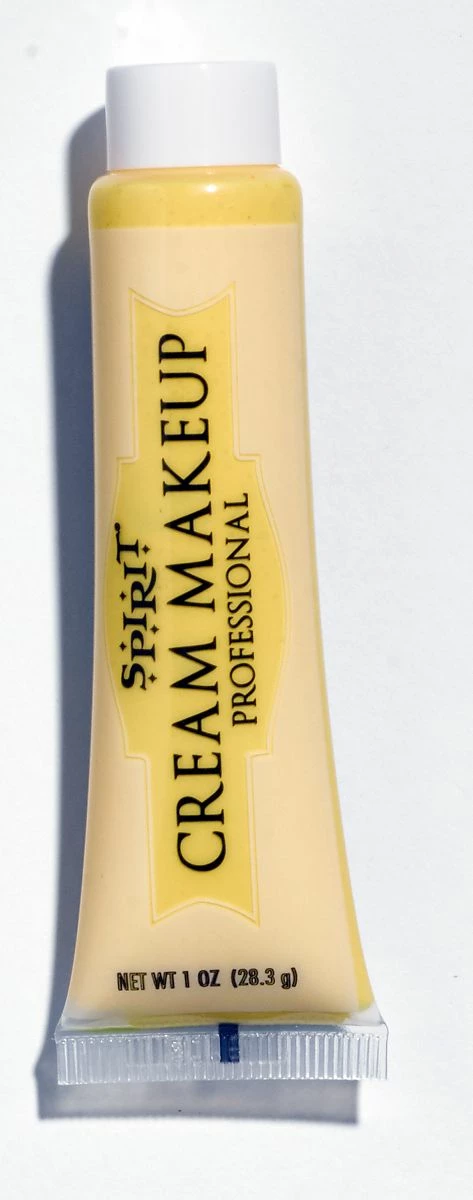 SPIRIT
CREAM MAKEUP
PROFESSIONAL
NET WT 1 OZ (28.3 g)